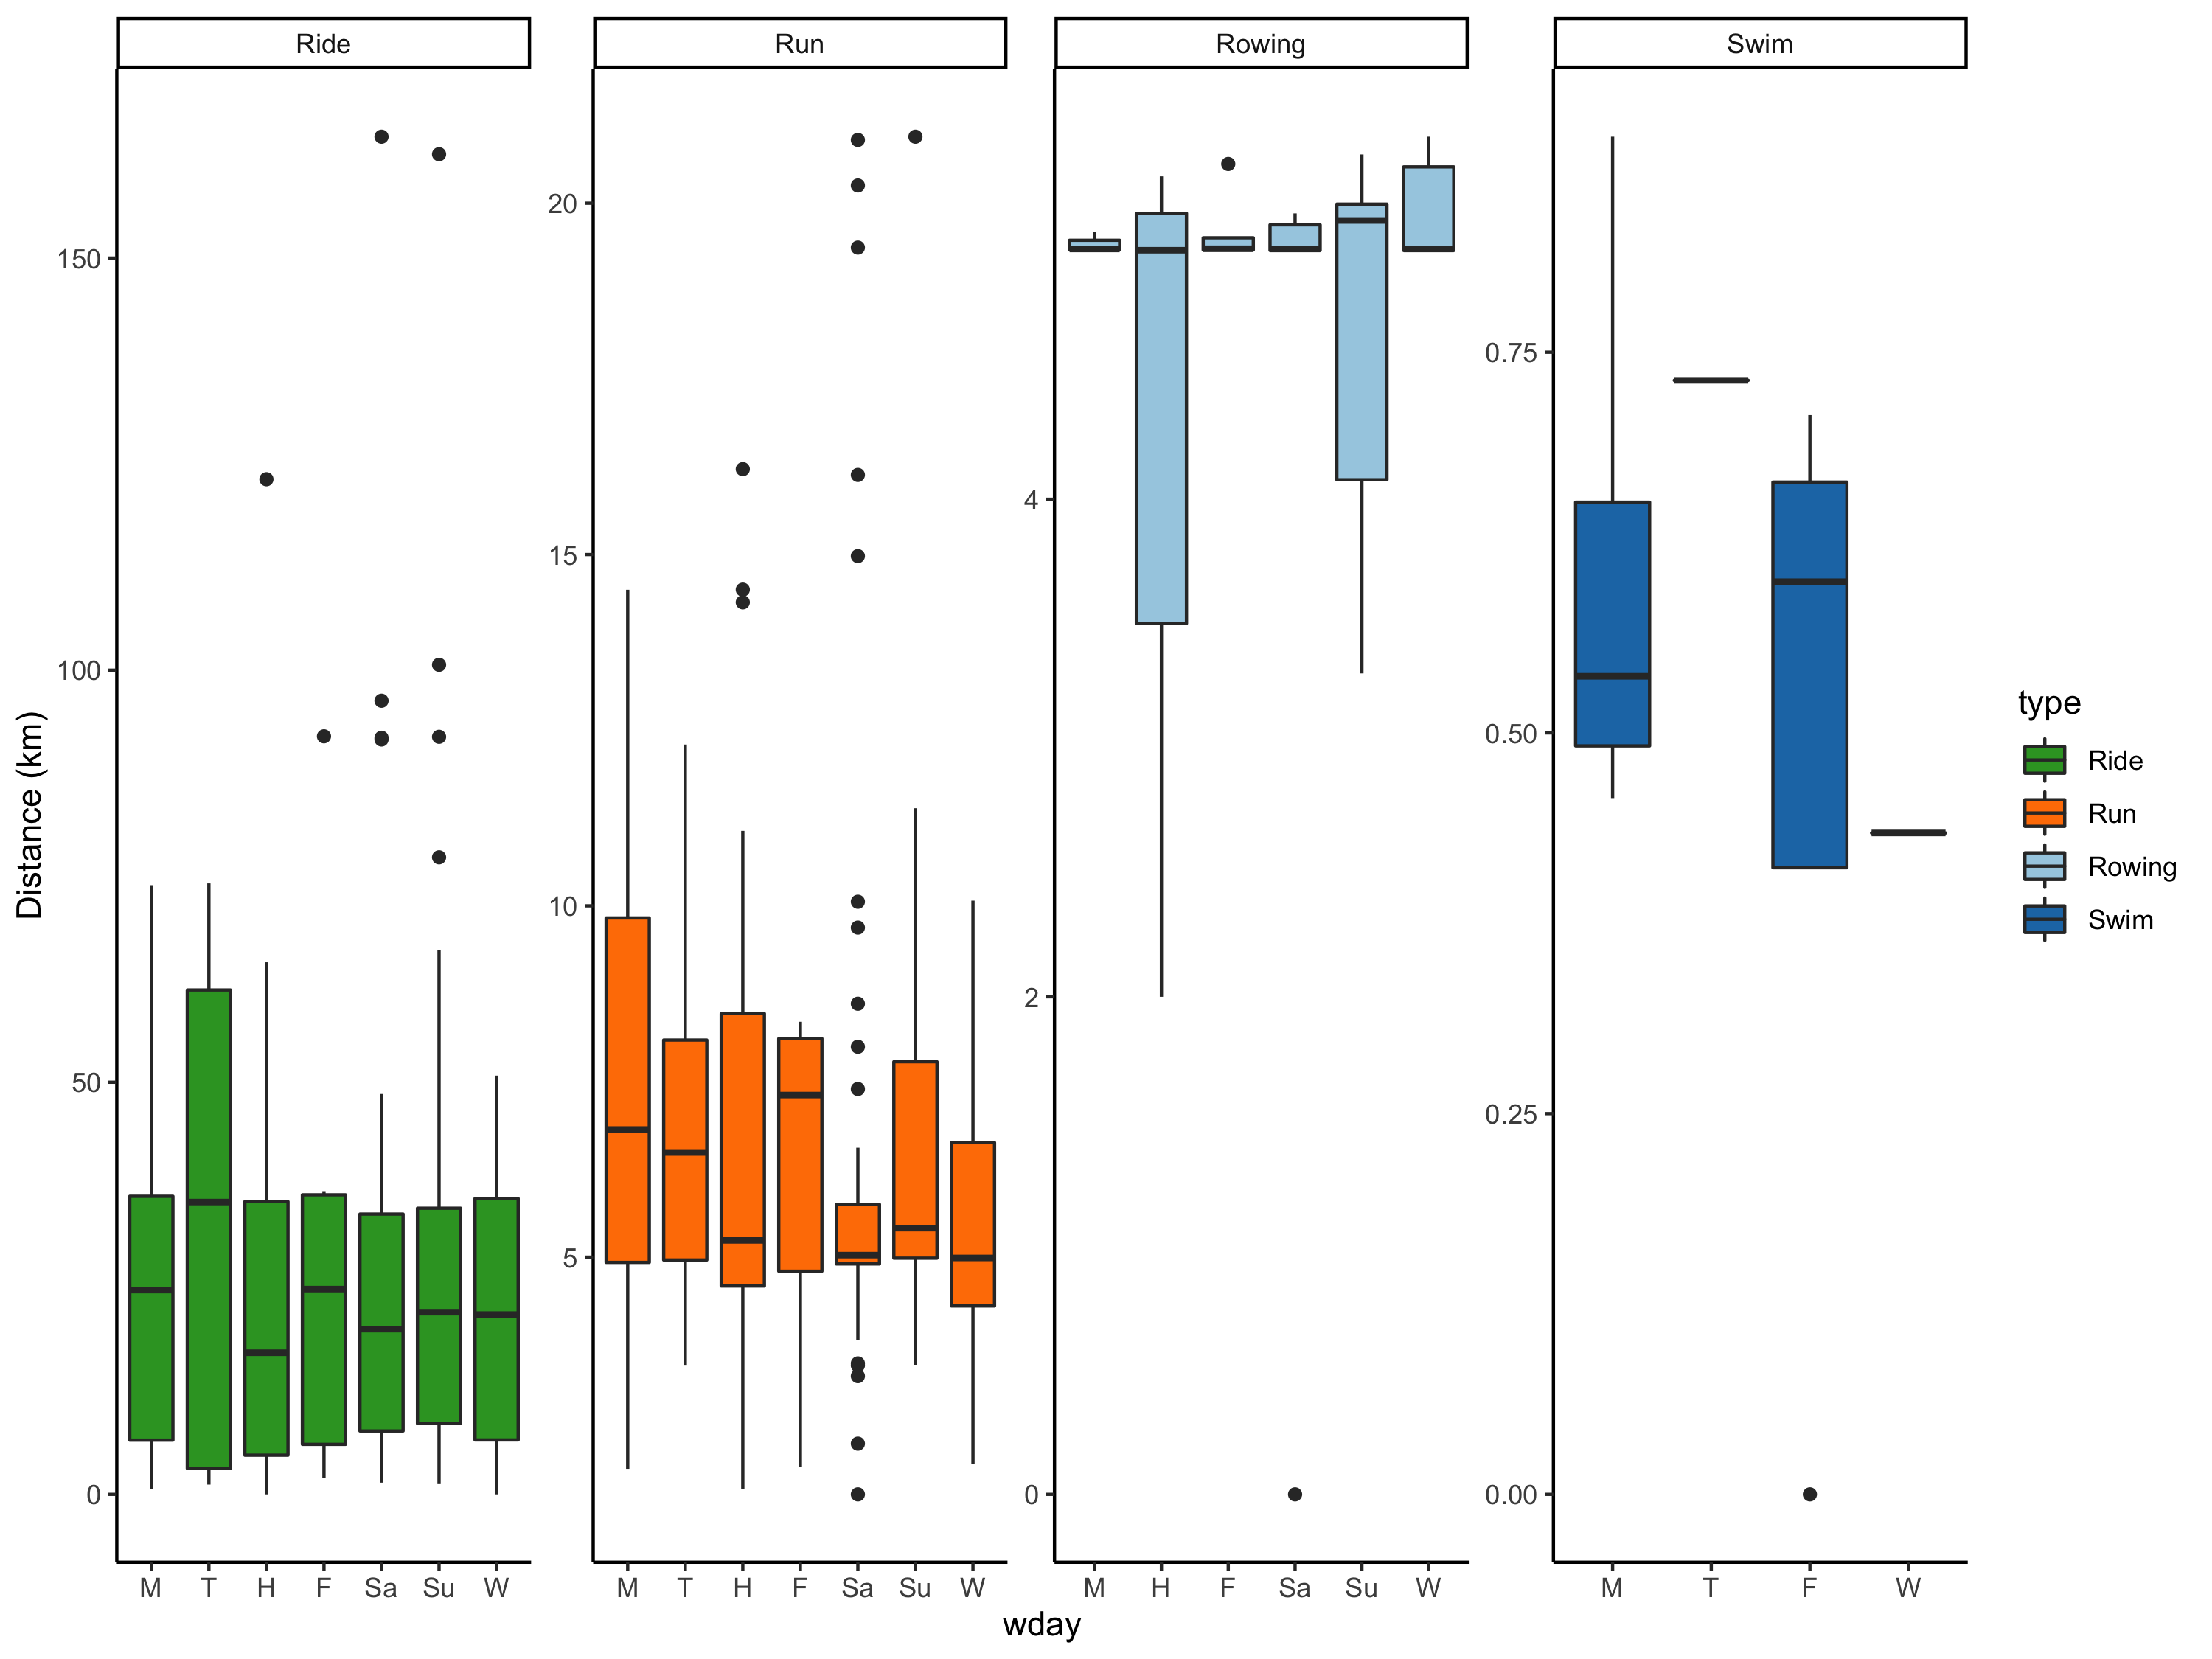 Ride Run Rowing Swim
150
100
50
0
20
15
10
5
4
2
0
0.75
0.50
0.25
0.00
Distance (km)
M T H F Sa Su W
M T H F Sa Su W
M H F Sa Su W
M T F W
wday
type
Ride
Run
Rowing
Swim